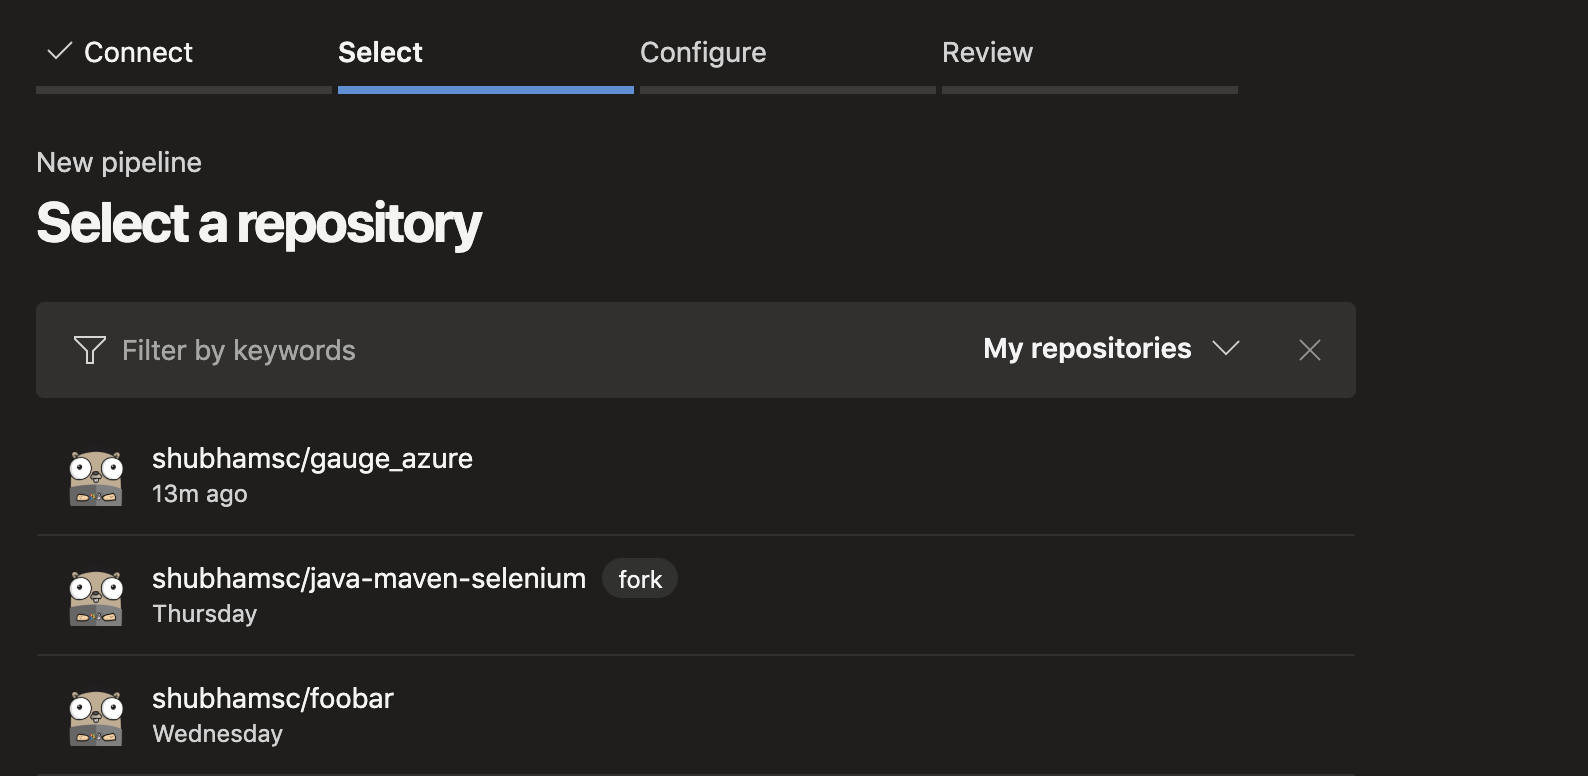 Connect Select Configure Review
New pipeline
Select a repository
Filter by keywords My repositories
shubhamsc/gauge_azure
13m ago
shubhamsc/java-maven-selenium fork
Thursday
shubhamsc/foobar
Wednesday